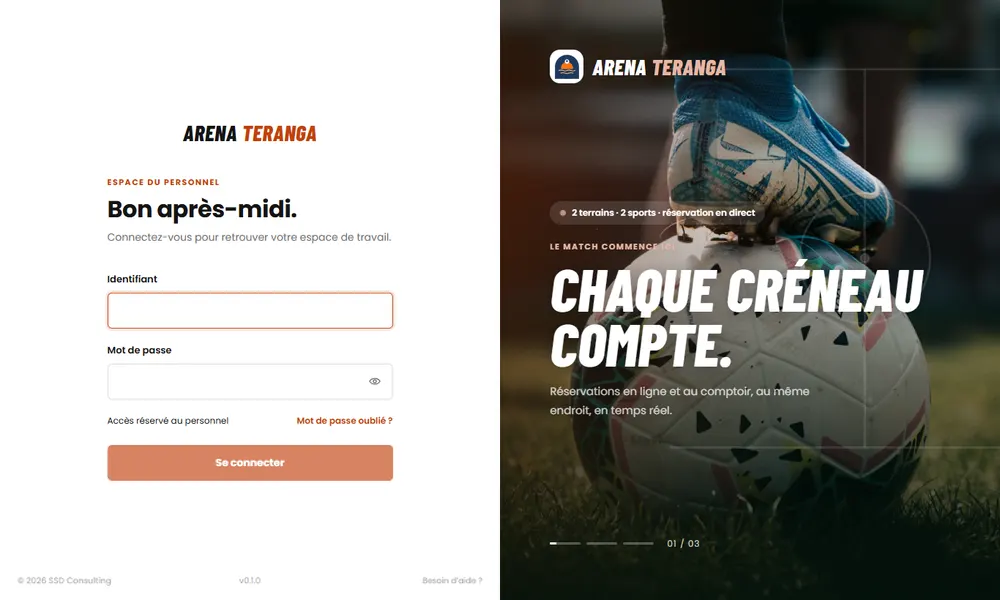 ARENA TERANGA
ESPACE DU PERSONNEL
Bon après-midi.
Connectez-vous pour retrouver votre espace de travail.
Identifiant
Mot de passe
Accès réservé au personnel
Mot de passe oublié ?
Se connecter
© 2026 SSD Consulting
v0.1.0
Besoin d'aide ?
ARENA TERANGA
2 terrains · 2 sports · réservation en direct
LE MATCH COMMENCE ICI
CHAQUE CRÉNEAU
COMPTE.
Réservations en ligne et au comptoir, au même
endroit, en temps réel.
01 / 03